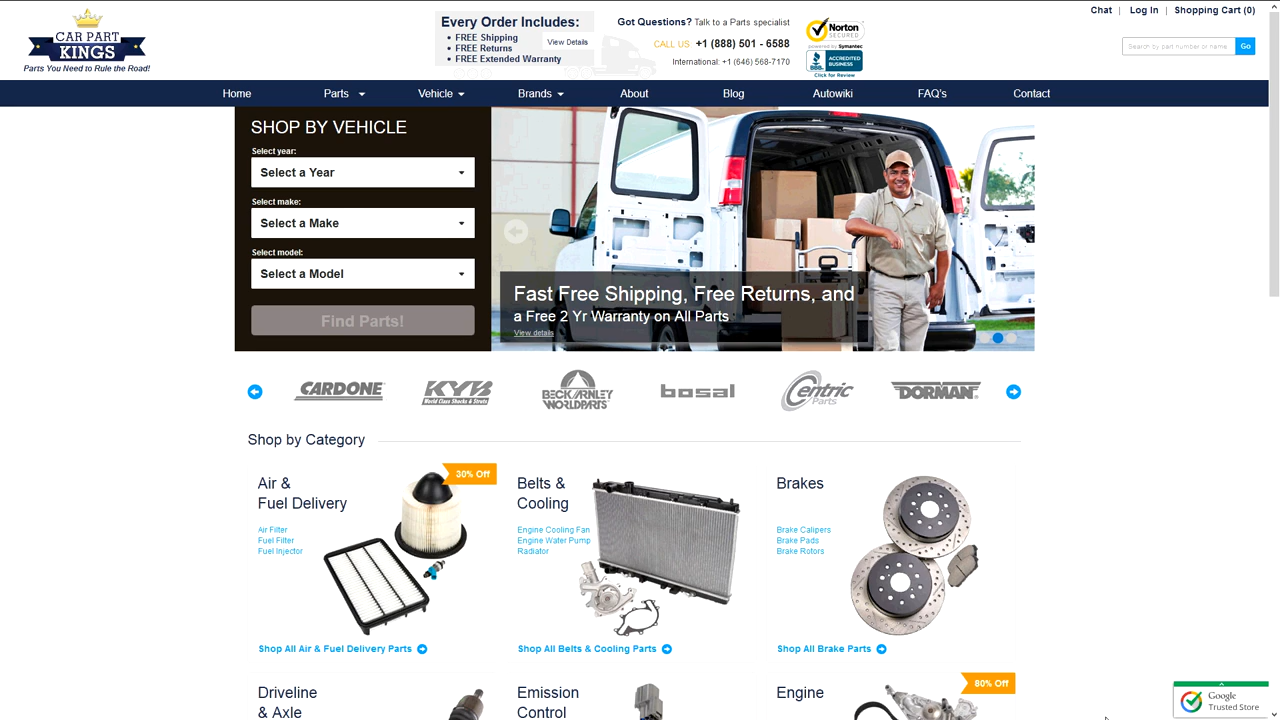 CAR PART
KINGS
Parts You Need to Rule the Road!
Every Order Includes:
• FREE Shipping
• FREE Returns
• FREE Extended Warranty
View Details
Got Questions? Talk to a Parts specialist
CALL US +1 (888) 501 - 6588
International: +1 (646) 568-7170
Norton
SECURED
powered by Symantec
BBB
ACCREDITED
BUSINESS
Click for Review
Chat | Log In | Shopping Cart (0)
Search by part number or name
Go
Home Parts Vehicle Brands About Blog Autowiki FAQ's Contact
SHOP BY VEHICLE
Select year:
Select a Year
Select make:
Select a Make
Select model:
Select a Model
Find Parts!
Fast Free Shipping, Free Returns, and
a Free 2 Yr Warranty on All Parts
View details
CARDONE
KYB
World Class Shocks & Struts
BECK/ARNLEY
WORLDPARTS
bosal
Centric
Parts
DORMAN
Shop by Category
Air &
Fuel Delivery
30% Off
Air Filter
Fuel Filter
Fuel Injector
Shop All Air & Fuel Delivery Parts
Belts &
Cooling
Engine Cooling Fan
Engine Water Pump
Radiator
Shop All Belts & Cooling Parts
Brakes
Brake Calipers
Brake Pads
Brake Rotors
Shop All Brake Parts
Driveline
& Axle
Emission
Control
Engine
80% Off
Google
Trusted Store